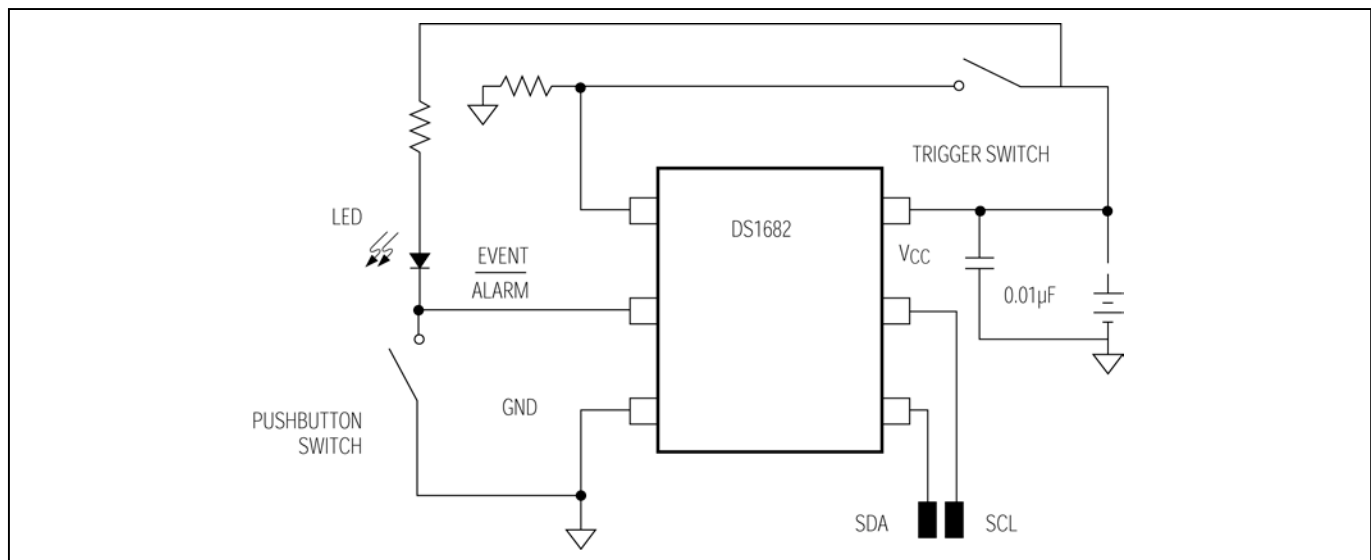 TRIGGER SWITCH
LED
DS1682
EVENT
ALARM
VCC
0.01µF
GND
PUSHBUTTON
SWITCH
SDA
SCL